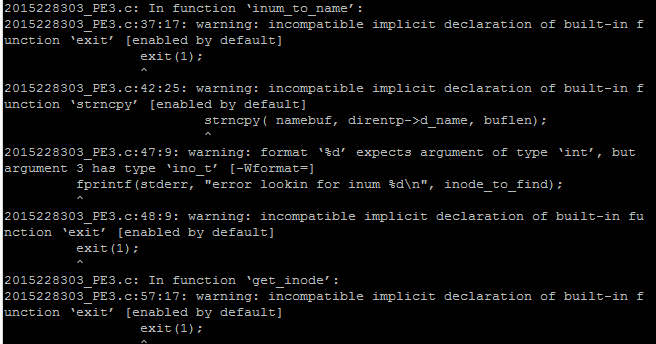 2015228303_PE3.c: In function ‘inum_to_name’:
2015228303_PE3.c:37:17: warning: incompatible implicit declaration of built-in f
unction ‘exit’ [enabled by default]
exit(1);
^
2015228303_PE3.c:42:25: warning: incompatible implicit declaration of built-in f
unction ‘strncpy’ [enabled by default]
strncpy( namebuf, direntp->d_name, buflen);
^
2015228303_PE3.c:47:9: warning: format ‘%d’ expects argument of type ‘int’, but
argument 3 has type ‘ino_t’ [-Wformat=]
fprintf(stderr, "error lookin for inum %d\n", inode_to_find);
^
2015228303_PE3.c:48:9: warning: incompatible implicit declaration of built-in fu
nction ‘exit’ [enabled by default]
exit(1);
^
2015228303_PE3.c: In function ‘get_inode’:
2015228303_PE3.c:57:17: warning: incompatible implicit declaration of built-in f
unction ‘exit’ [enabled by default]
exit(1);
^